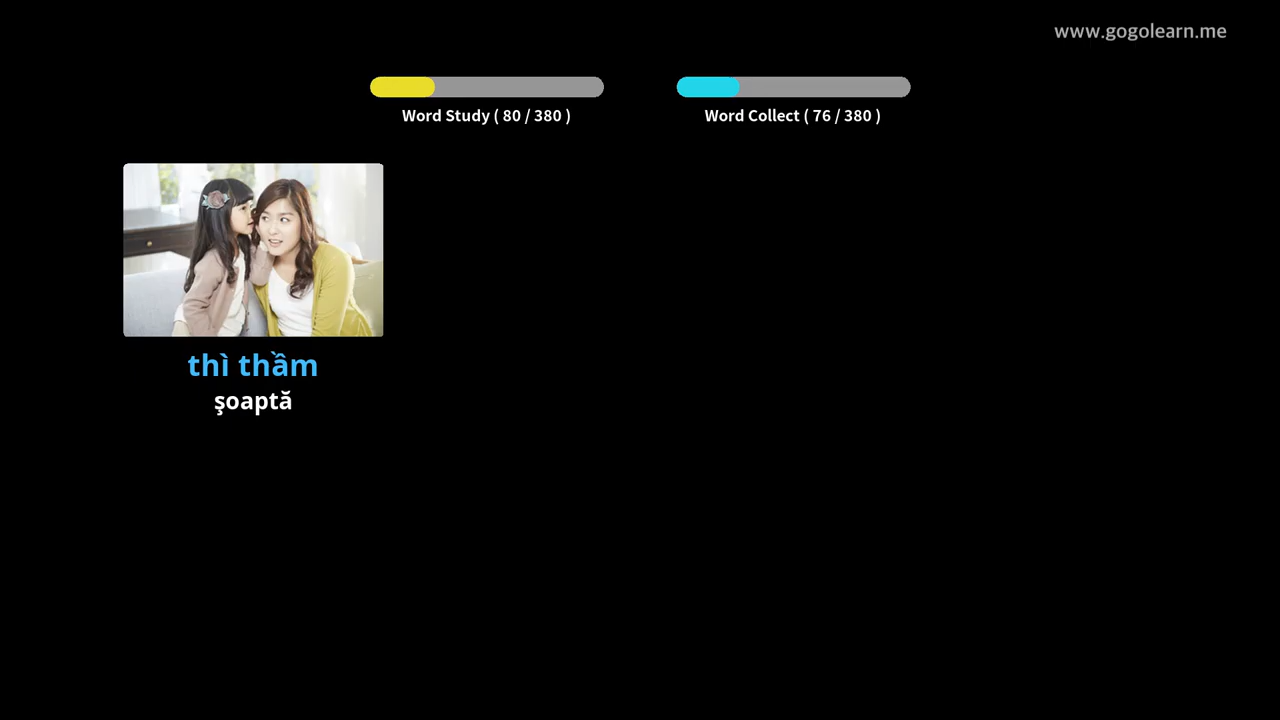 www.gogolearn.me
Word Study ( 80 / 380 )
Word Collect ( 76 / 380 )
thì thầm
şoaptă